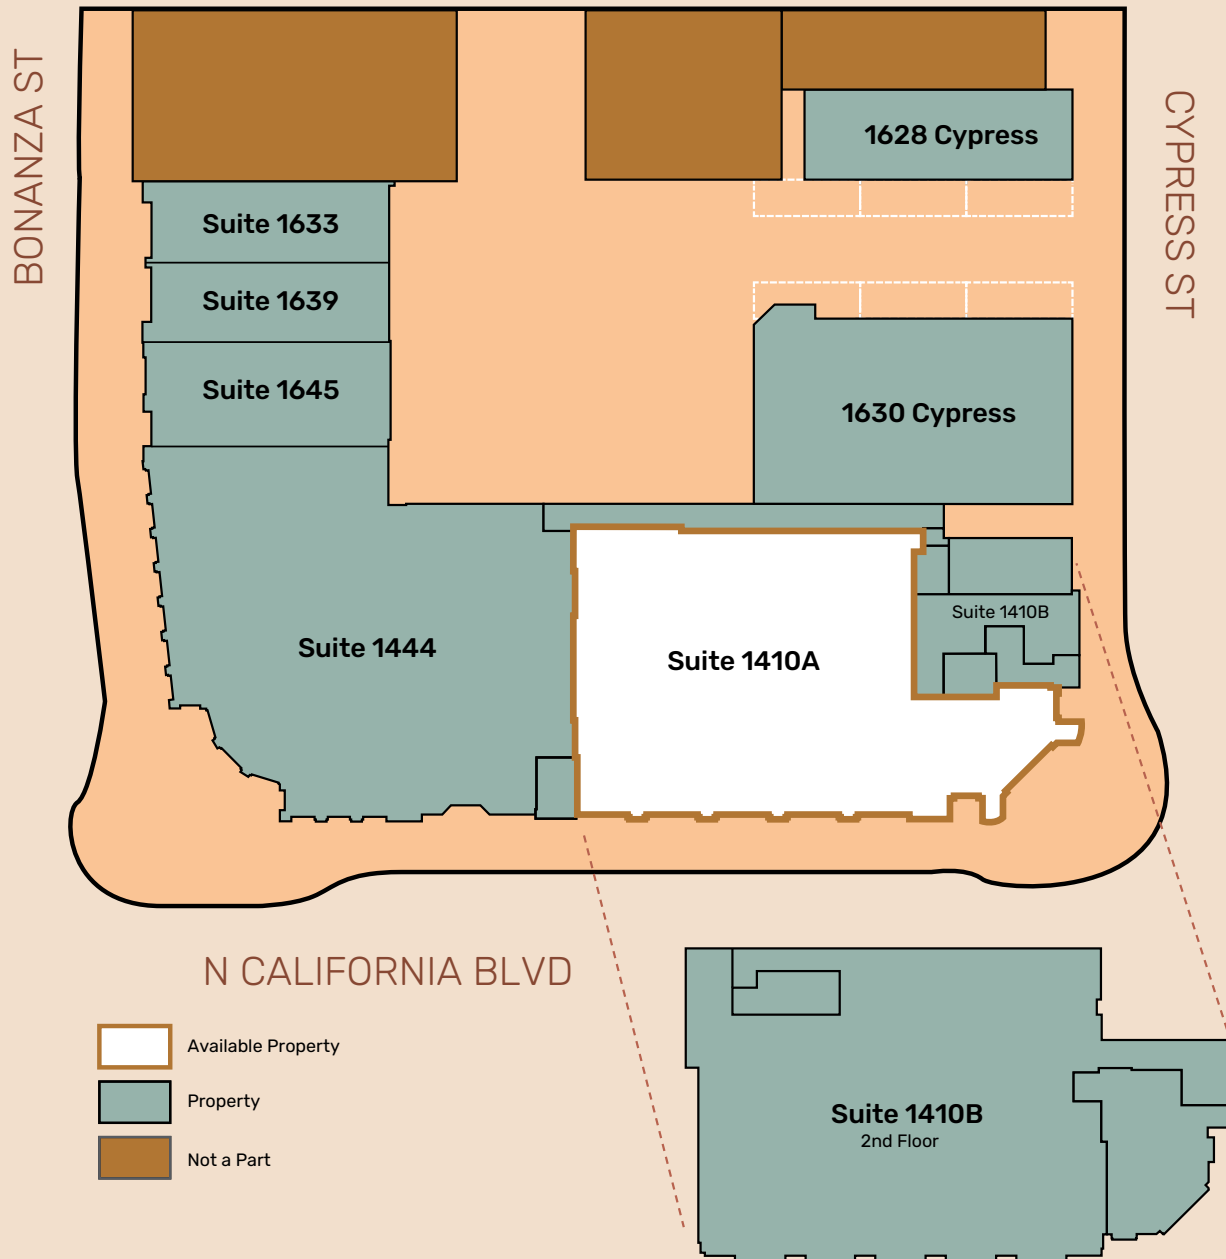 BONANZA ST
CYPRESS ST
1628 Cypress
Suite 1633
Suite 1639
Suite 1645
1630 Cypress
Suite 1410B
Suite 1444
Suite 1410A
N CALIFORNIA BLVD
Available Property
Property
Not a Part
Suite 1410B
2nd Floor